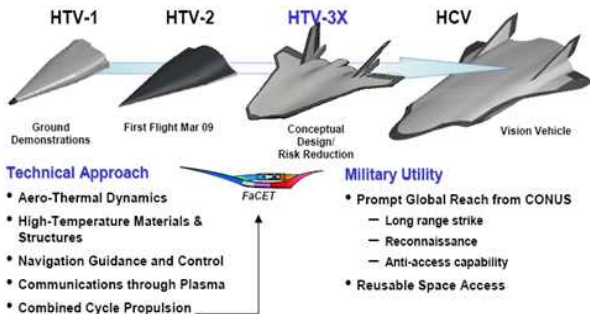 HTV-1
HTV-2
HTV-3X
HCV
Ground
Demonstrations
First Flight Mar 09
Conceptual
Design/
Risk Reduction
Vision Vehicle
Technical Approach
• Aero-Thermal Dynamics
• High-Temperature Materials &
Structures
• Navigation Guidance and Control
• Communications through Plasma
• Combined Cycle Propulsion
FaCET
Military Utility
• Prompt Global Reach from CONUS
– Long range strike
– Reconnaissance
– Anti-access capability
• Reusable Space Access